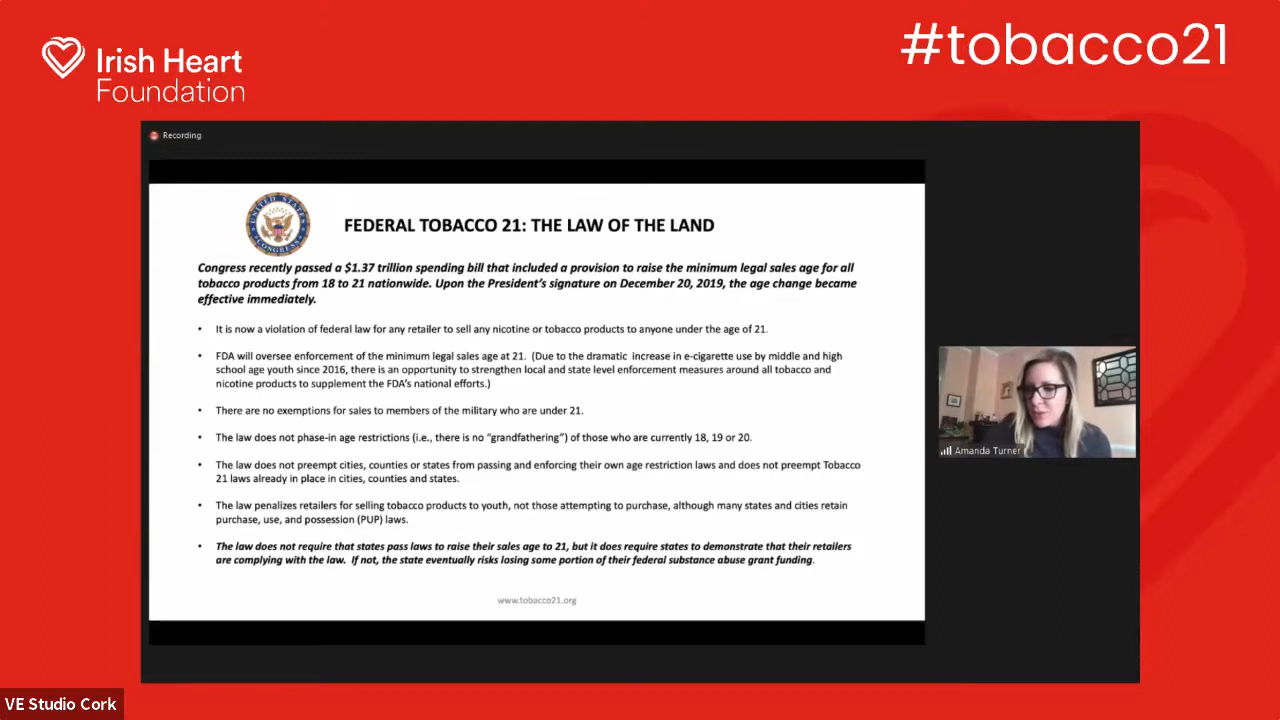 Irish Heart
Foundation
#tobacco21
Recording
UNITED STATES
CONGRESS
FEDERAL TOBACCO 21: THE LAW OF THE LAND
Congress recently passed a $1.37 trillion spending bill that included a provision to raise the minimum legal sales age for all
tobacco products from 18 to 21 nationwide. Upon the President's signature on December 20, 2019, the age change became
effective immediately.
• It is now a violation of federal law for any retailer to sell any nicotine or tobacco products to anyone under the age of 21.
• FDA will oversee enforcement of the minimum legal sales age at 21. (Due to the dramatic increase in e-cigarette use by middle and high
school age youth since 2016, there is an opportunity to strengthen local and state level enforcement measures around all tobacco and
nicotine products to supplement the FDA's national efforts.)
• There are no exemptions for sales to members of the military who are under 21.
• The law does not phase-in age restrictions (i.e., there is no "grandfathering") of those who are currently 18, 19 or 20.
• The law does not preempt cities, counties or states from passing and enforcing their own age restriction laws and does not preempt Tobacco
21 laws already in place in cities, counties and states.
• The law penalizes retailers for selling tobacco products to youth, not those attempting to purchase, although many states and cities retain
purchase, use, and possession (PUP) laws.
• The law does not require that states pass laws to raise their sales age to 21, but it does require states to demonstrate that their retailers
are complying with the law. If not, the state eventually risks losing some portion of their federal substance abuse grant funding.
www.tobacco21.org
Amanda Turner
VE Studio Cork